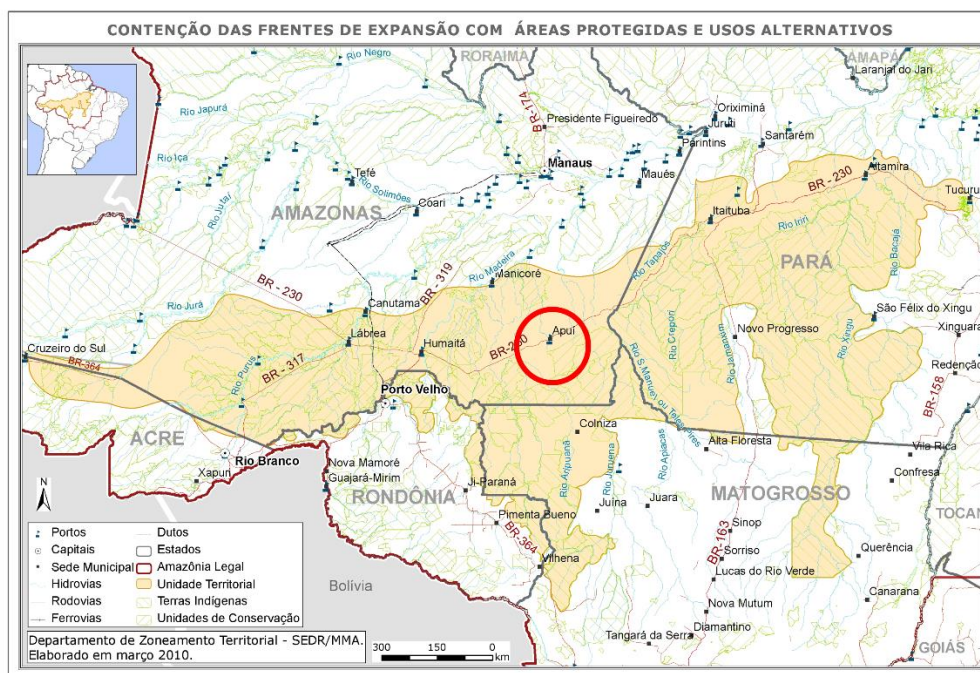 CONTENÇÃO DAS FRENTES DE EXPANSÃO COM ÁREAS PROTEGIDAS E USOS ALTERNATIVOS
RORAIMA
AMAPÁ
Laranjal do Jari
Rio Negro
BR-174
Oriximiná
Rio Japurá
Presidente Figueiredo
Juruti
Santarém
Parintins
Rio Içá
Manaus
Altamira
Tefé
Maués
BR - 230
Rio Solimões
Tucuruí
Rio Jutaí
Coari
Itaituba
AMAZONAS
Rio Iriri
Rio Bacajá
Rio Tapajós
PARÁ
BR - 319
Rio Madeira
Manicoré
BR - 230
Rio Juruá
Canutama
São Félix do Xingu
Apuí
Rio Crepori
Novo Progresso
Xinguara
Lábrea
Humaitá
BR-230
Rio Jamanxim
Rio Xingu
Cruzeiro do Sul
BR - 317
BR-364
Rio Purus
Rio S.Manuel ou Teles Pires
Redenção
BR-158
Porto Velho
ACRE
Colniza
Alta Floresta
Vila Rica
Rio Branco
Rio Aripuanã
Rio Juruena
Rio Apiacas
Nova Mamoré
Confresa
Xapuri
Guajará-Mirim
Ji-Paraná
Juína
Juara
MATOGROSSO
RONDÔNIA
TOCAN
N
Pimenta Bueno
Sinop
BR-364
BR-163
Sorriso
Querência
Vilhena
Lucas do Rio Verde
Bolívia
Canarana
Nova Mutum
Diamantino
Tangará da Serra
GOIÁS
Portos
Capitais
Sede Municipal
Hidrovias
Rodovias
Ferrovias
Dutos
Estados
Amazônia Legal
Unidade Territorial
Terras Indígenas
Unidades de Conservação
Departamento de Zoneamento Territorial - SEDR/MMA.
Elaborado em março 2010.
300 150 0
km